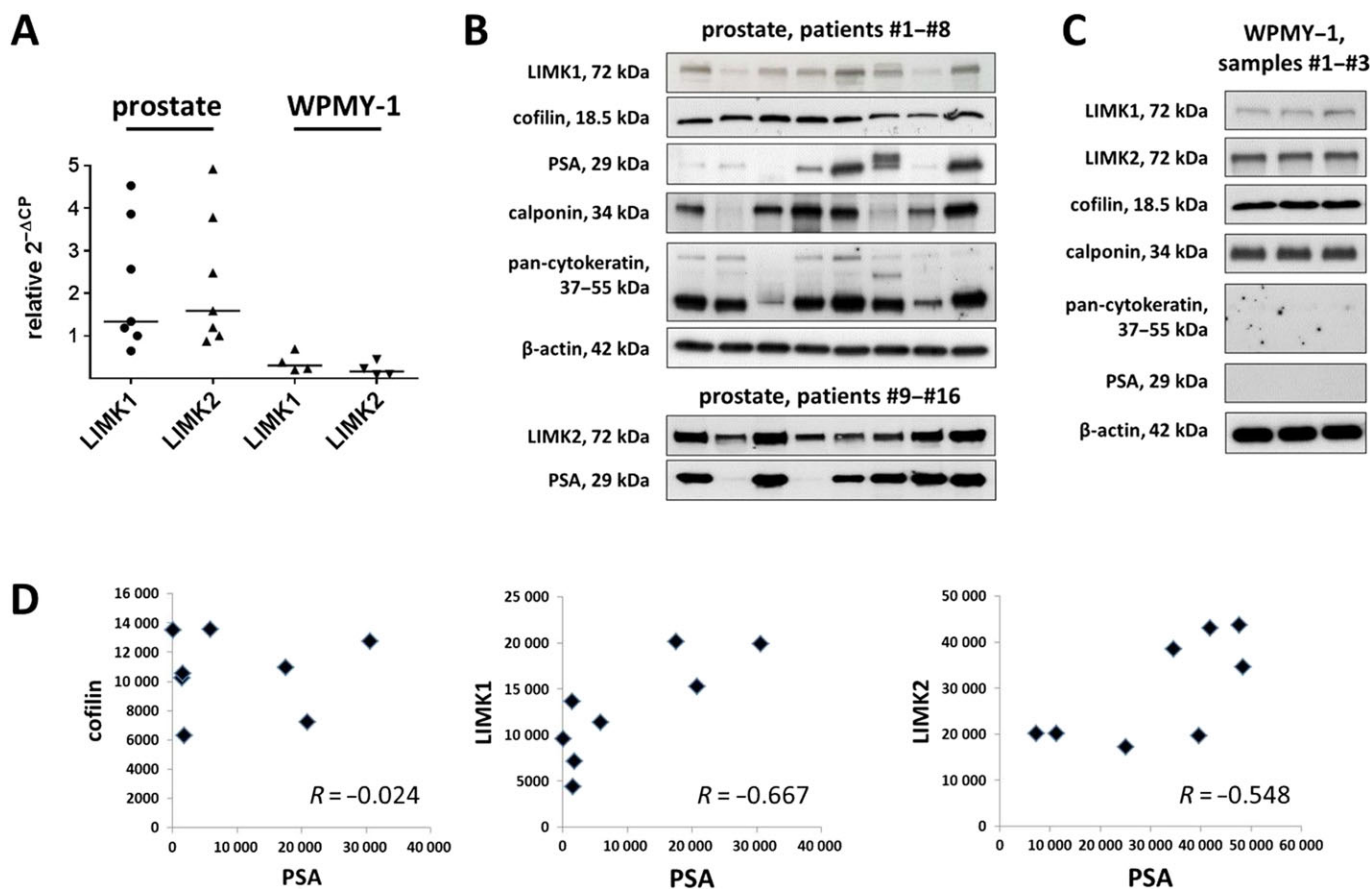 A
prostate
WPMY-1
relative 2⁻ΔCP
5
4
3
2
1
LIMK1
LIMK2
LIMK1
LIMK2
B
prostate, patients #1–#8
LIMK1, 72 kDa
cofilin, 18.5 kDa
PSA, 29 kDa
calponin, 34 kDa
pan-cytokeratin,
37–55 kDa
β-actin, 42 kDa
prostate, patients #9–#16
LIMK2, 72 kDa
PSA, 29 kDa
C
WPMY–1,
samples #1–#3
LIMK1, 72 kDa
LIMK2, 72 kDa
cofilin, 18.5 kDa
calponin, 34 kDa
pan-cytokeratin,
37–55 kDa
PSA, 29 kDa
β-actin, 42 kDa
D
cofilin
16 000
14 000
12 000
10 000
8000
6000
4000
2000
0
0 10 000 20 000 30 000 40 000
R = –0.024
PSA
LIMK1
25 000
20 000
15 000
10 000
5000
0
0 10 000 20 000 30 000 40 000
R = –0.667
PSA
LIMK2
50 000
40 000
30 000
20 000
10 000
0
0 10 000 20 000 30 000 40 000 50 000 60 000
R = –0.548
PSA